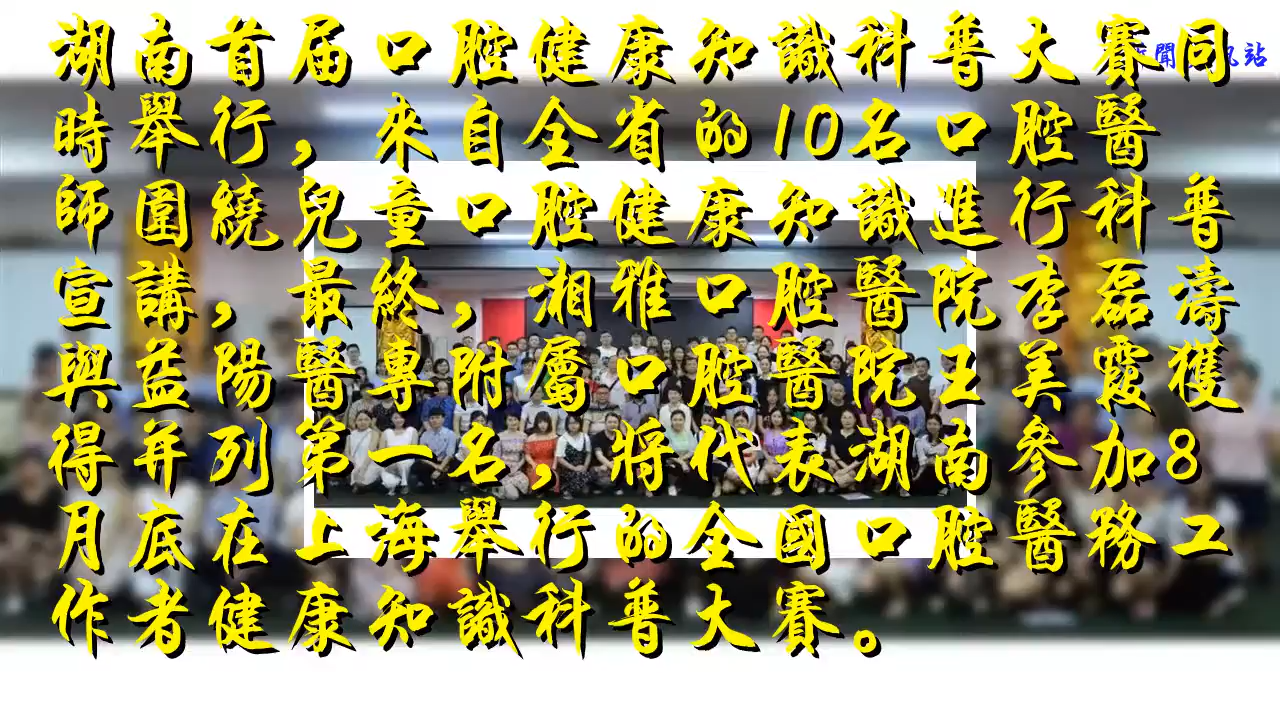 湖南首届口腔健康知識科普大賽同
時舉行，來自全省的10名口腔醫
師圍繞兒童口腔健康知識進行科普
宣講，最終，湘雅口腔醫院李磊濤
與益陽醫專附屬口腔醫院王美霞獲
得并列第一名，將代表湖南參加8
月底在上海舉行的全國口腔醫務工
作者健康知識科普大賽。
聞
站